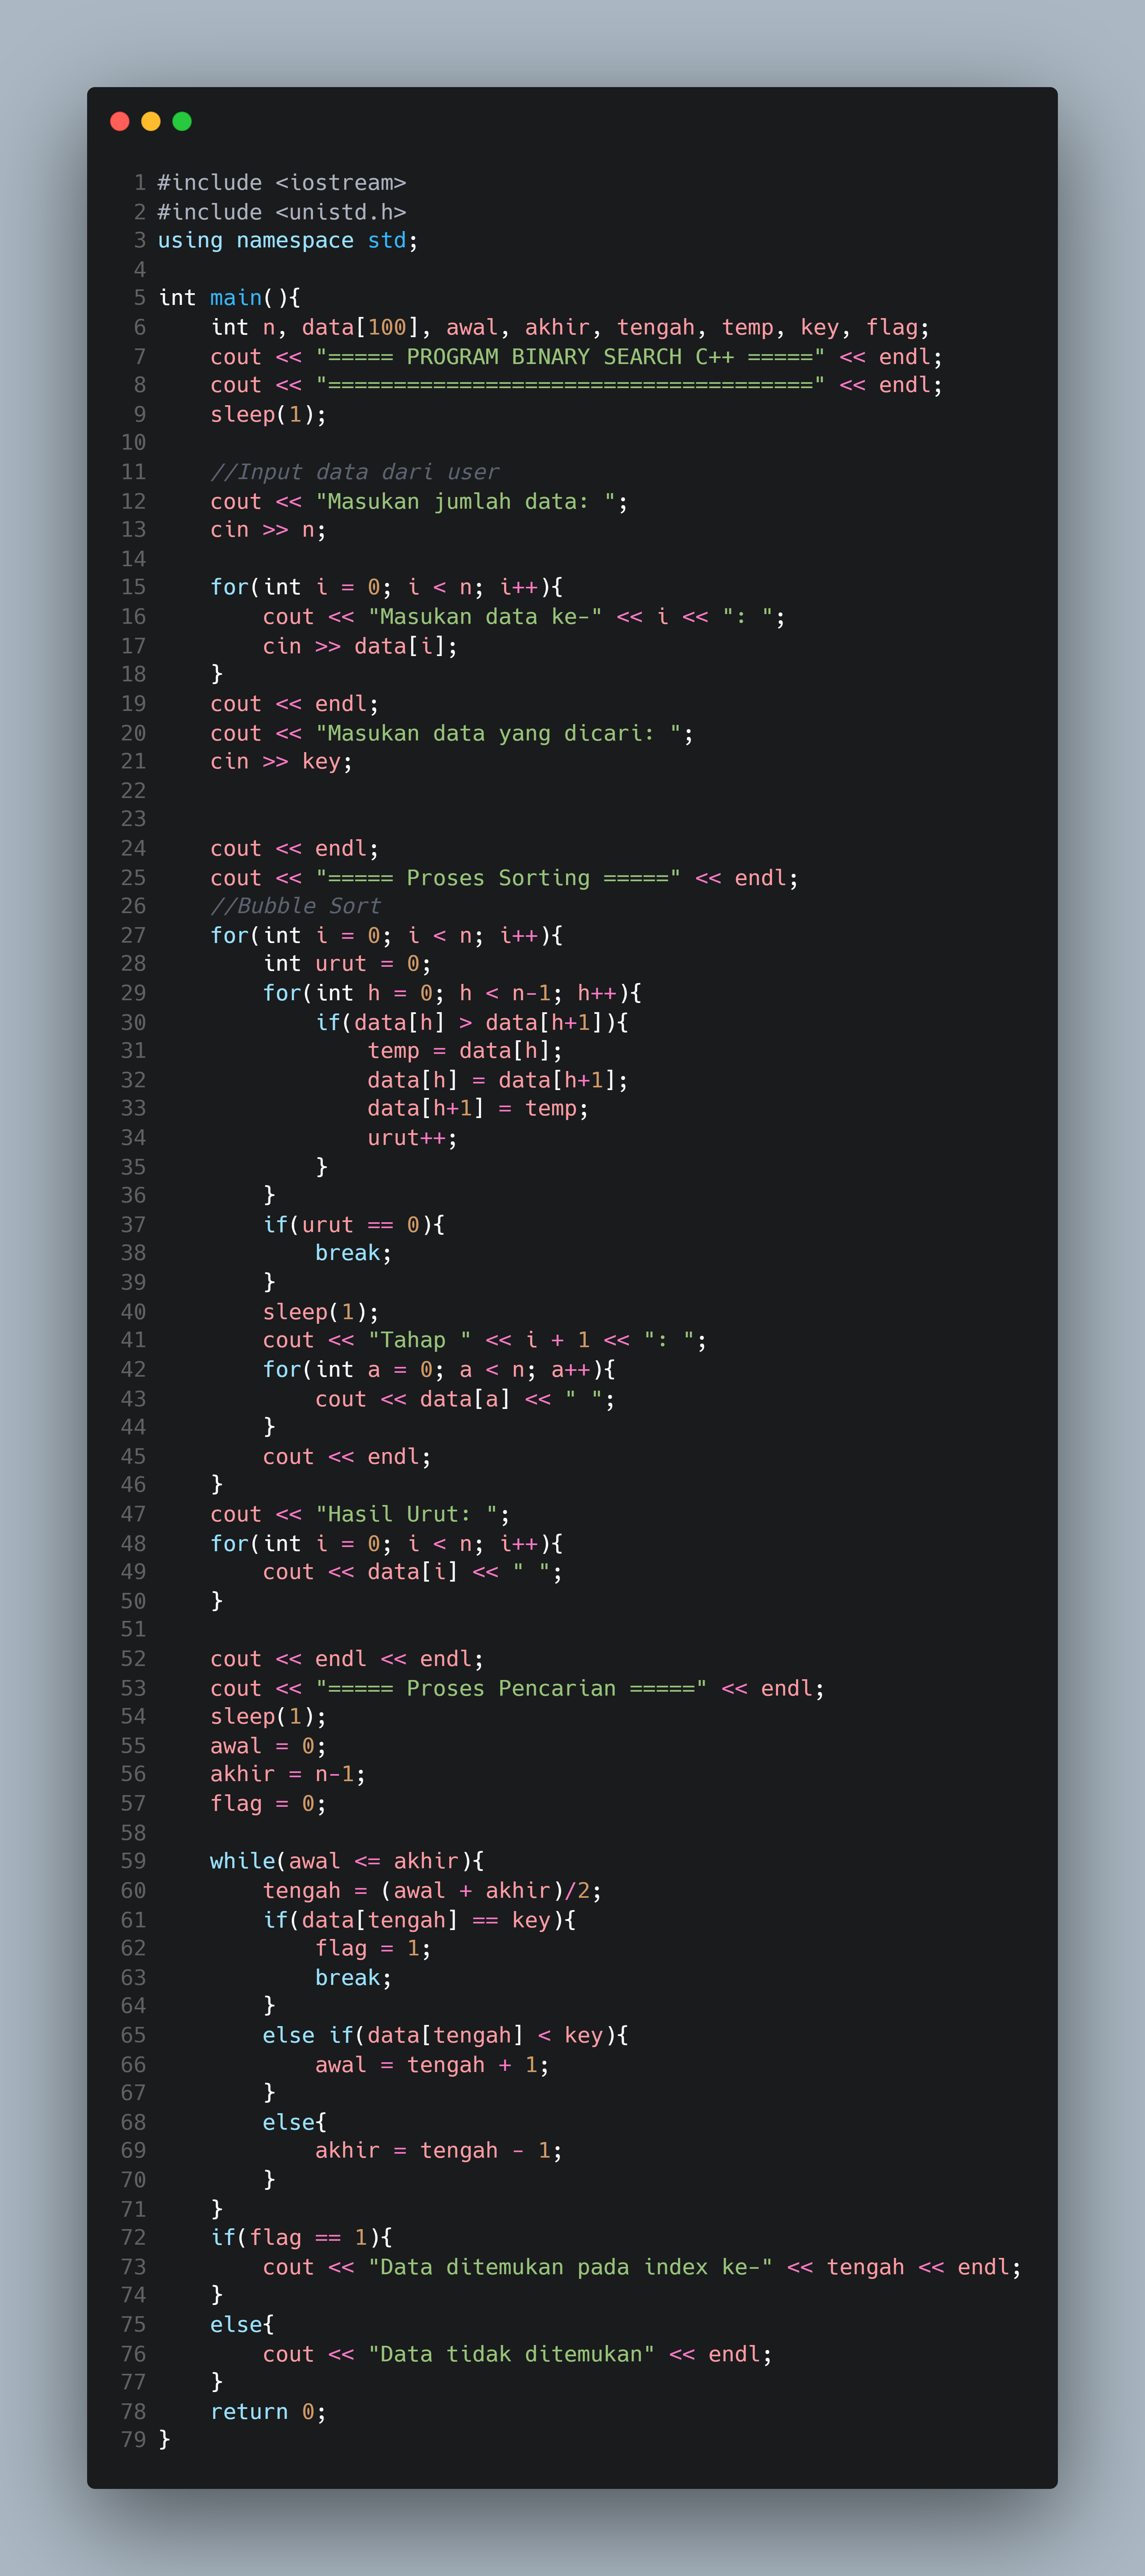 1 #include <iostream>
2 #include <unistd.h>
3 using namespace std;
4
5 int main(){
6     int n, data[100], awal, akhir, tengah, temp, key, flag;
7     cout << "===== PROGRAM BINARY SEARCH C++ =====" << endl;
8     cout << "=====================================" << endl;
9     sleep(1);
10
11     //Input data dari user
12     cout << "Masukan jumlah data: ";
13     cin >> n;
14
15     for(int i = 0; i < n; i++){
16         cout << "Masukan data ke-" << i << ": ";
17         cin >> data[i];
18     }
19     cout << endl;
20     cout << "Masukan data yang dicari: ";
21     cin >> key;
22
23
24     cout << endl;
25     cout << "===== Proses Sorting =====" << endl;
26     //Bubble Sort
27     for(int i = 0; i < n; i++){
28         int urut = 0;
29         for(int h = 0; h < n-1; h++){
30             if(data[h] > data[h+1]){
31                 temp = data[h];
32                 data[h] = data[h+1];
33                 data[h+1] = temp;
34                 urut++;
35             }
36         }
37         if(urut == 0){
38             break;
39         }
40         sleep(1);
41         cout << "Tahap " << i + 1 << ": ";
42         for(int a = 0; a < n; a++){
43             cout << data[a] << " ";
44         }
45         cout << endl;
46     }
47     cout << "Hasil Urut: ";
48     for(int i = 0; i < n; i++){
49         cout << data[i] << " ";
50     }
51
52     cout << endl << endl;
53     cout << "===== Proses Pencarian =====" << endl;
54     sleep(1);
55     awal = 0;
56     akhir = n-1;
57     flag = 0;
58
59     while(awal <= akhir){
60         tengah = (awal + akhir)/2;
61         if(data[tengah] == key){
62             flag = 1;
63             break;
64         }
65         else if(data[tengah] < key){
66             awal = tengah + 1;
67         }
68         else{
69             akhir = tengah - 1;
70         }
71     }
72     if(flag == 1){
73         cout << "Data ditemukan pada index ke-" << tengah << endl;
74     }
75     else{
76         cout << "Data tidak ditemukan" << endl;
77     }
78     return 0;
79 }